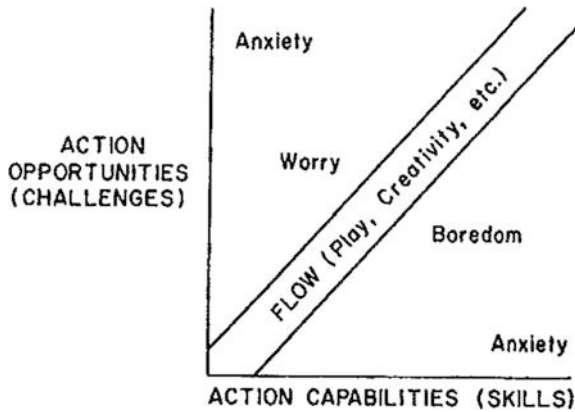 Anxiety
ACTION
OPPORTUNITIES
(CHALLENGES)
Worry
FLOW (Play, Creativity, etc.)
Boredom
Anxiety
ACTION CAPABILITIES (SKILLS)